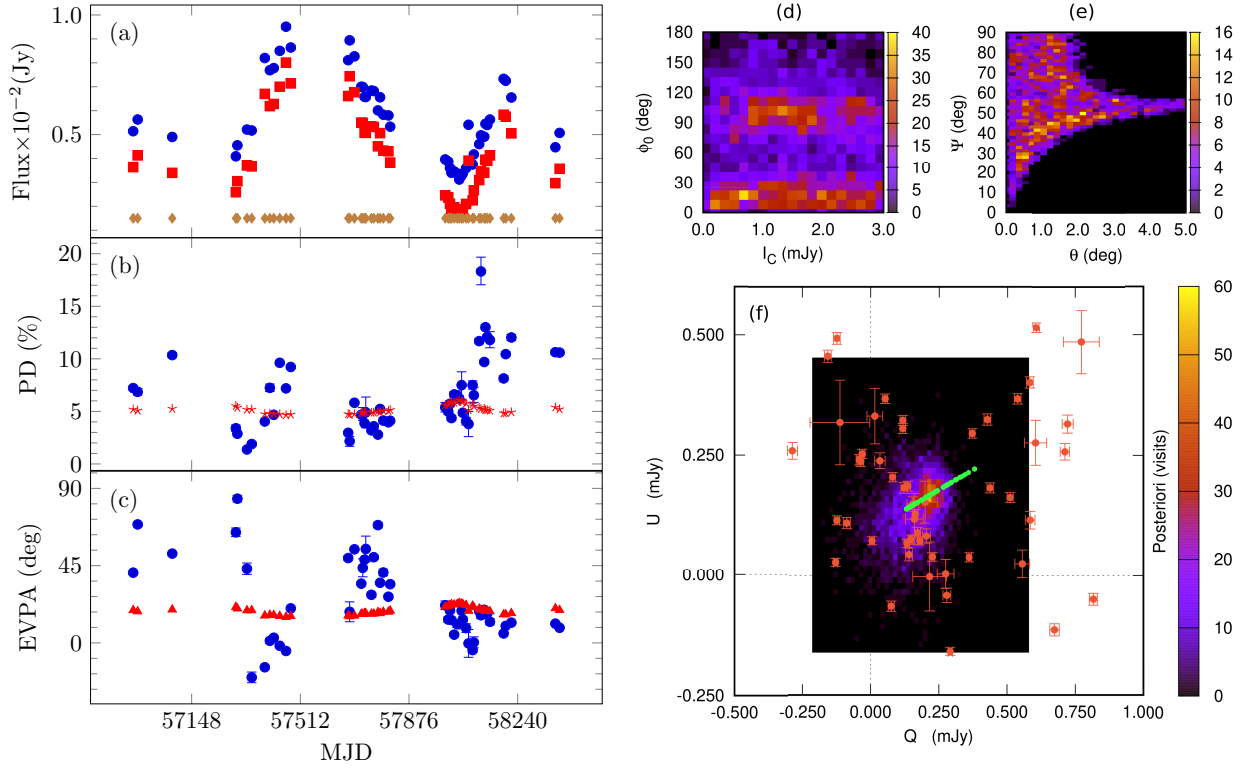 (a)
Flux×10−2(Jy)
1.0
0.5
(b)
PD (%)
20
15
10
5
0
(c)
EVPA (deg)
90
45
0
57148 57512 57876 58240
MJD
(d)
ϕ0 (deg)
180
150
120
90
60
30
0
0.0 1.0 2.0 3.0
IC (mJy)
40
35
30
25
20
15
10
5
0
(e)
Ψ (deg)
90
80
70
60
50
40
30
20
10
0
0.0 1.0 2.0 3.0 4.0 5.0
θ (deg)
16
14
12
10
8
6
4
2
0
(f)
U (mJy)
0.500
0.250
0.000
-0.250
-0.500 -0.250 0.000 0.250 0.500 0.750 1.000
Q (mJy)
Posteriori (visits)
60
50
40
30
20
10
0